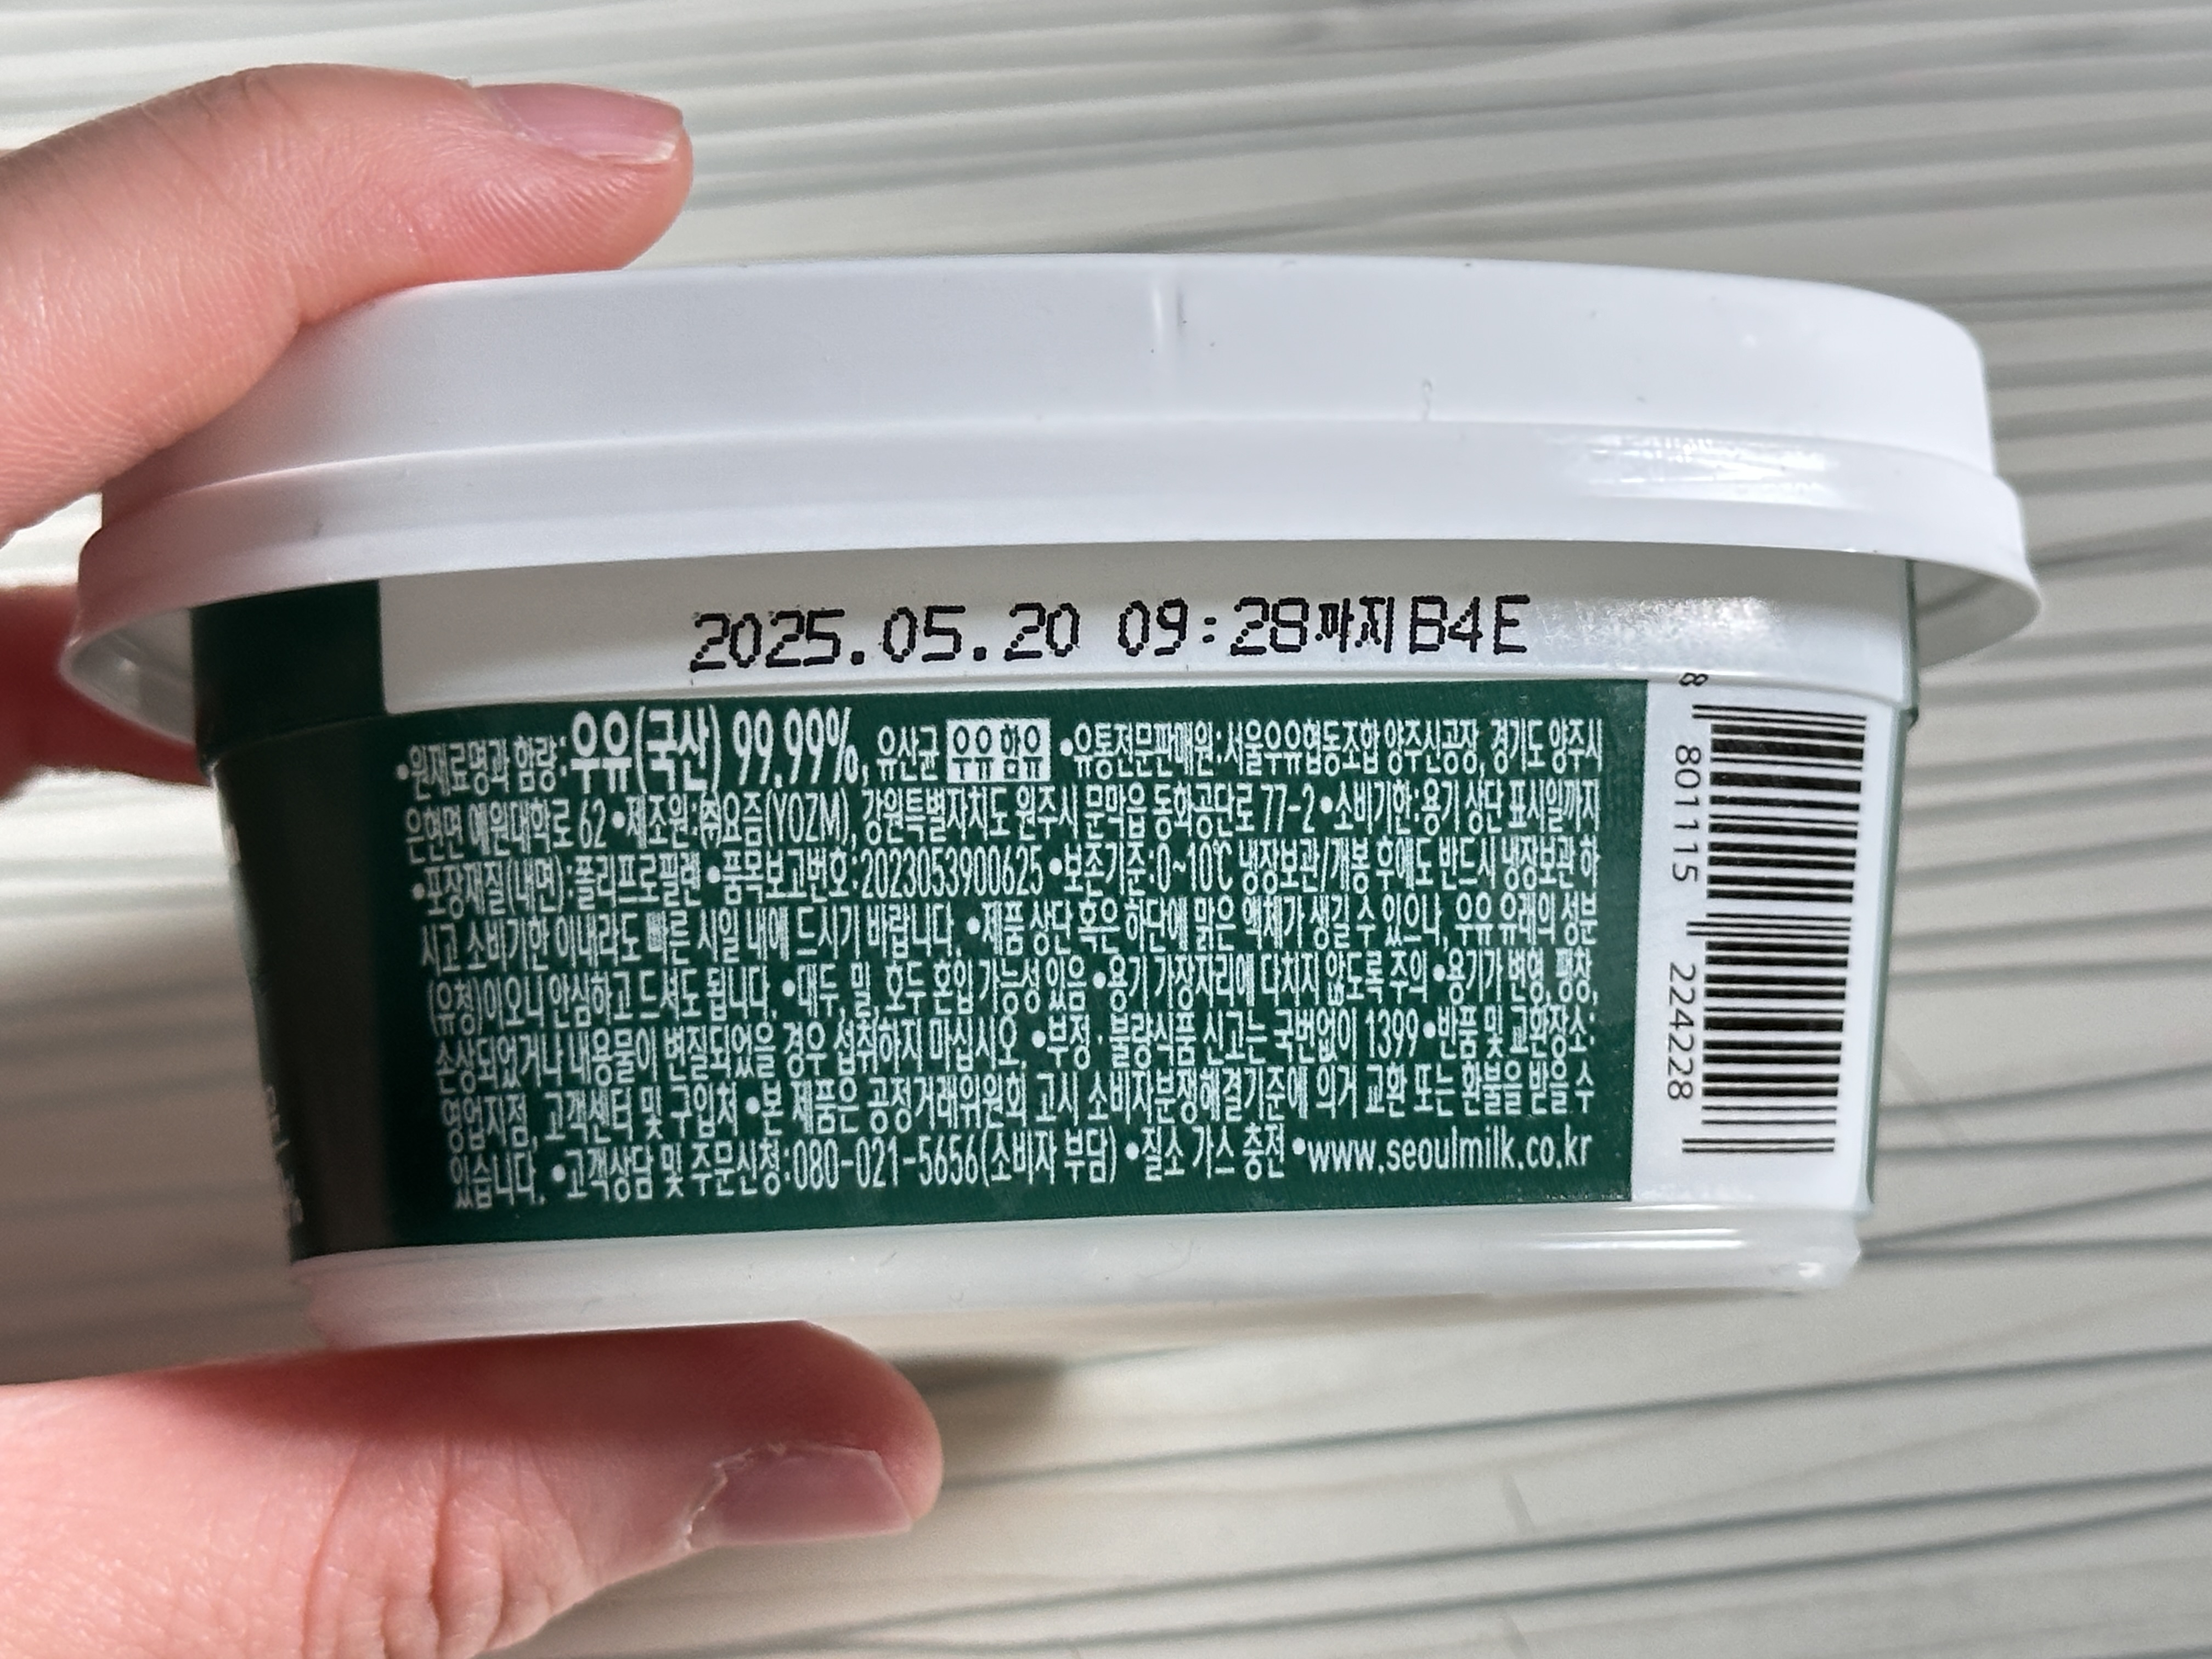 2025.05.20 09:28까지B4E
•원재료명과 함량:우유(국산) 99.99%, 유산균 우유 함유 •유통전문판매원:서울우유협동조합 양주신공장, 경기도 양주시
은현면 예원대학로 62 •제조원:㈜요즘(YOZM), 강원특별자치도 원주시 문막읍 동화공단로 77-2 •소비기한:용기 상단 표시일까지
•포장재질(내면):폴리프로필렌 •품목보고번호:2023053900625 •보존기준:0~10℃ 냉장보관/개봉 후에도 반드시 냉장보관 하
시고 소비기한 이내라도 빠른 시일 내에 드시기 바랍니다. •제품 상단 혹은 하단에 맑은 액체가 생길 수 있으나, 우유 유래의 성분
(유청)이오니 안심하고 드셔도 됩니다. •대두, 밀, 호두 혼입 가능성 있음 •용기 가장자리에 다치지 않도록 주의 •용기가 변형, 팽창,
손상되었거나 내용물이 변질되었을 경우 섭취하지 마십시오. •부정·불량식품 신고는 국번없이 1399 •반품 및 교환장소:
영업지점, 고객센터 및 구입처 •본 제품은 공정거래위원회 고시 소비자분쟁해결기준에 의거 교환 또는 환불을 받을 수
있습니다. •고객상담 및 주문신청:080-021-5656(소비자 부담) •질소 가스 충전 •www.seoulmilk.co.kr
8 801115 224228